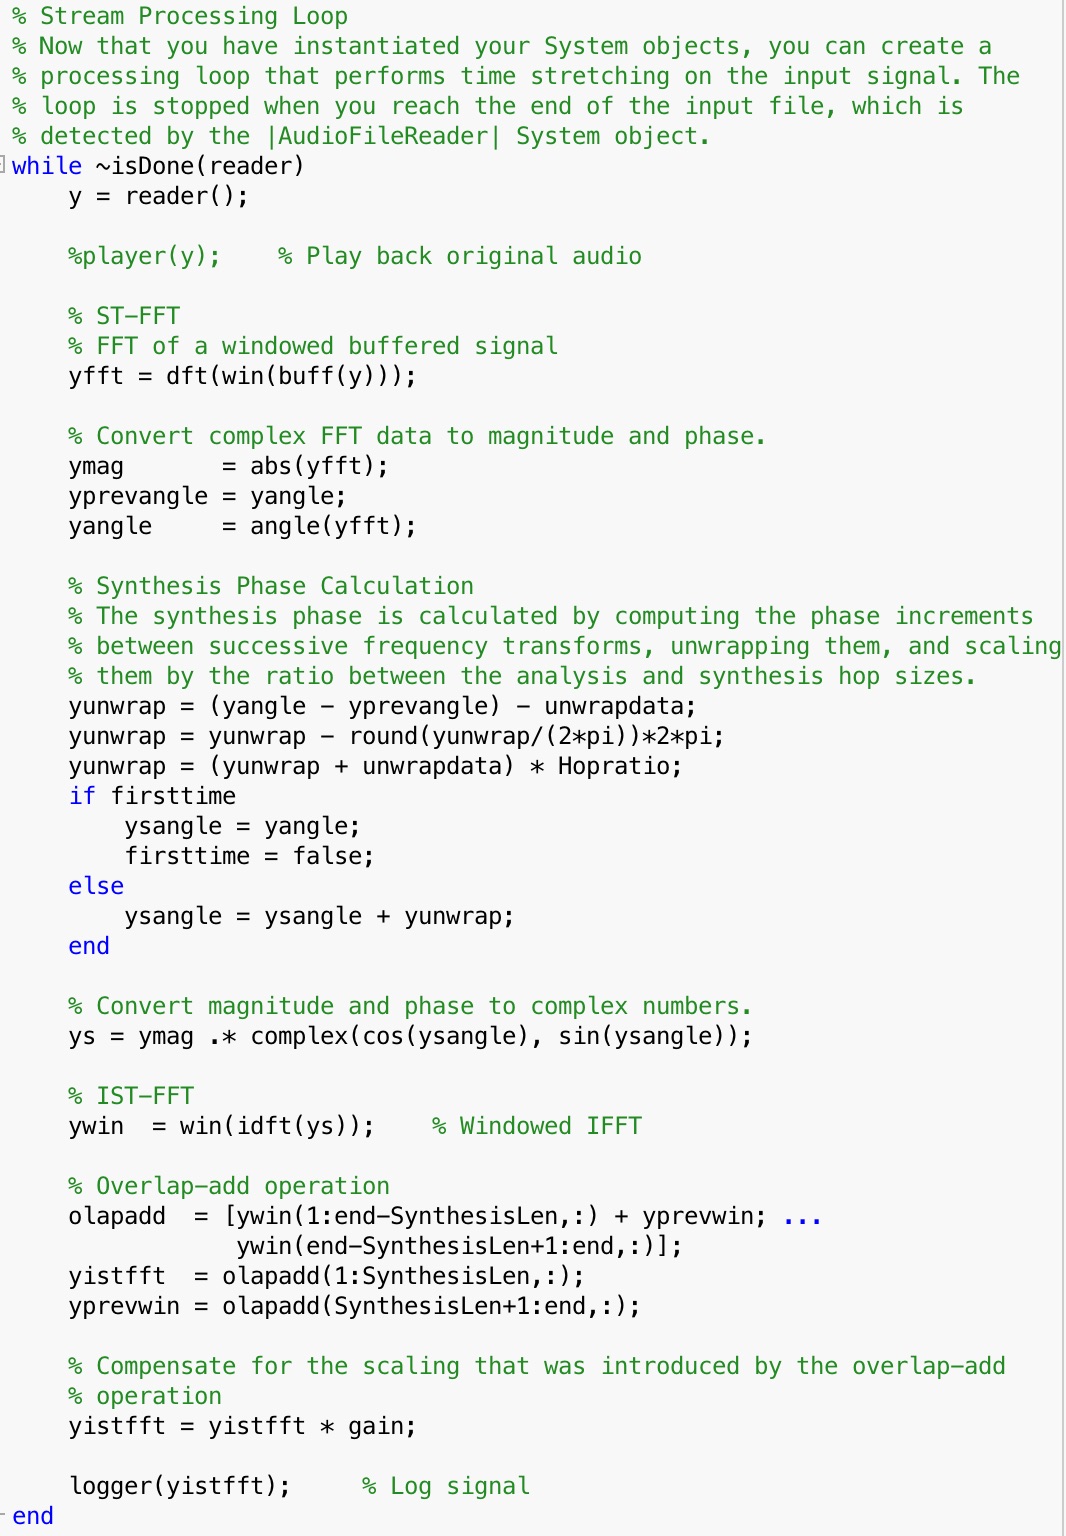 % Stream Processing Loop
% Now that you have instantiated your System objects, you can create a
% processing loop that performs time stretching on the input signal. The
% loop is stopped when you reach the end of the input file, which is
% detected by the |AudioFileReader| System object.
while ~isDone(reader)
    y = reader();

    %player(y);    % Play back original audio

    % ST-FFT
    % FFT of a windowed buffered signal
    yfft = dft(win(buff(y)));

    % Convert complex FFT data to magnitude and phase.
    ymag       = abs(yfft);
    yprevangle = yangle;
    yangle     = angle(yfft);

    % Synthesis Phase Calculation
    % The synthesis phase is calculated by computing the phase increments
    % between successive frequency transforms, unwrapping them, and scaling
    % them by the ratio between the analysis and synthesis hop sizes.
    yunwrap = (yangle - yprevangle) - unwrapdata;
    yunwrap = yunwrap - round(yunwrap/(2*pi))*2*pi;
    yunwrap = (yunwrap + unwrapdata) * Hopratio;
    if firsttime
        ysangle = yangle;
        firsttime = false;
    else
        ysangle = ysangle + yunwrap;
    end

    % Convert magnitude and phase to complex numbers.
    ys = ymag .* complex(cos(ysangle), sin(ysangle));

    % IST-FFT
    ywin  = win(idft(ys));    % Windowed IFFT

    % Overlap-add operation
    olapadd  = [ywin(1:end-SynthesisLen,:) + yprevwin; ...
                ywin(end-SynthesisLen+1:end,:)];
    yistfft  = olapadd(1:SynthesisLen,:);
    yprevwin = olapadd(SynthesisLen+1:end,:);

    % Compensate for the scaling that was introduced by the overlap-add
    % operation
    yistfft = yistfft * gain;

    logger(yistfft);     % Log signal
end